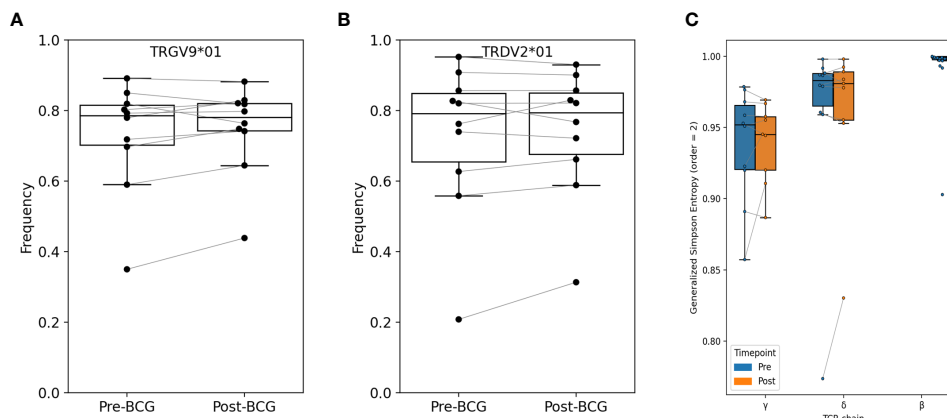 A
TRGV9*01
1.0
0.8
0.6
0.4
0.2
0.0
Frequency
Pre-BCG
Post-BCG
B
TRDV2*01
1.0
0.8
0.6
0.4
0.2
0.0
Frequency
Pre-BCG
Post-BCG
C
1.00
0.95
0.90
0.85
0.80
Generalized Simpson Entropy (order = 2)
Timepoint
Pre
Post
γ
δ
β
TCR chain